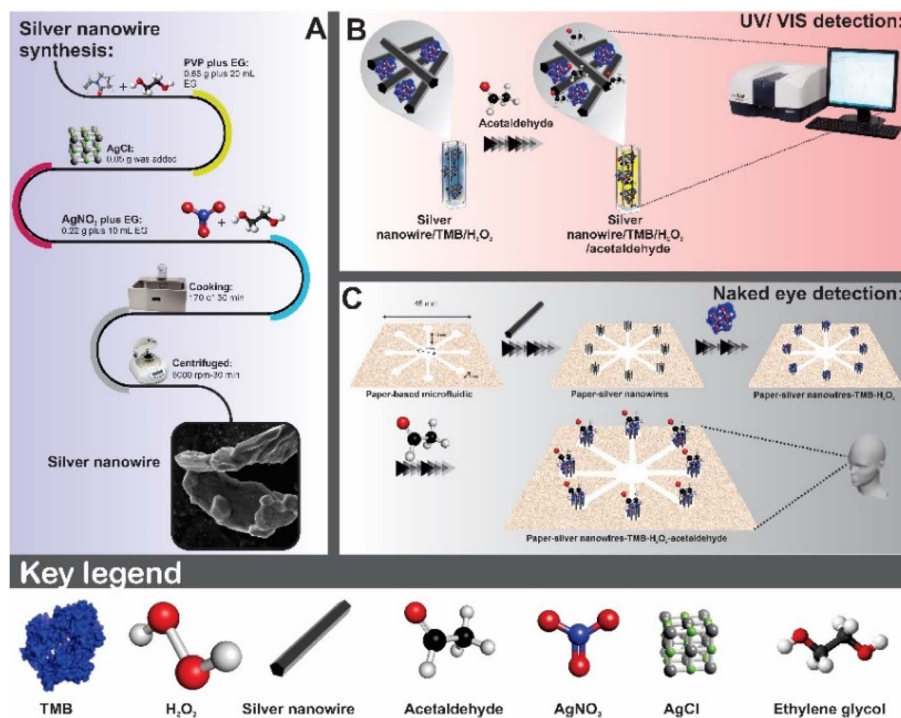 Silver nanowire
synthesis:
A
PVP plus EG:
0.68 g plus 20 mL
EG
AgCl:
0.05 g was added
AgNO₃ plus EG:
0.22 g plus 10 mL EG
Cooking:
170 of 30 min
Centrifuged:
6000 rpm-30 min
Silver nanowire
B
UV/ VIS detection:
Acetaldehyde
Silver
nanowire/TMB/H₂O₂
Silver
nanowire/TMB/H₂O₂
/acetaldehyde
C
Naked eye detection:
Paper-based microfluidic
Paper-silver nanowires
Paper-silver nanowires-TMB-H₂O₂
Paper-silver nanowires-TMB-H₂O₂-acetaldehyde
Key legend
TMB
H₂O₂
Silver nanowire
Acetaldehyde
AgNO₃
AgCl
Ethylene glycol